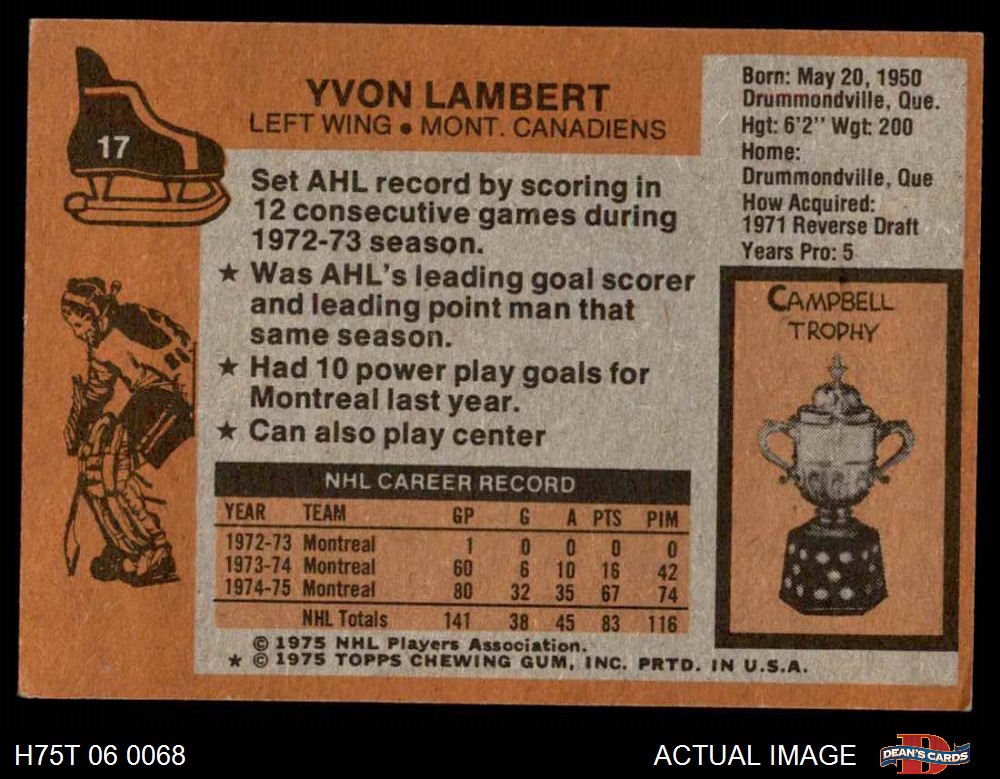 17
YVON LAMBERT
LEFT WING • MONT. CANADIENS
Born: May 20, 1950
Drummondville, Que.
Hgt: 6'2" Wgt: 200
Home:
Drummondville, Que
How Acquired:
1971 Reverse Draft
Years Pro: 5
Set AHL record by scoring in
12 consecutive games during
1972-73 season.
★ Was AHL's leading goal scorer
and leading point man that
same season.
★ Had 10 power play goals for
Montreal last year.
★ Can also play center
CAMPBELL
TROPHY
NHL CAREER RECORD
YEAR TEAM GP G A PTS PIM
1972-73 Montreal 1 0 0 0 0
1973-74 Montreal 60 6 10 16 42
1974-75 Montreal 80 32 35 67 74
NHL Totals 141 38 45 83 116
© 1975 NHL Players Association.
★ © 1975 TOPPS CHEWING GUM, INC. PRTD. IN U.S.A.
H75T 06 0068
ACTUAL IMAGE
D
DEAN'S CARDS